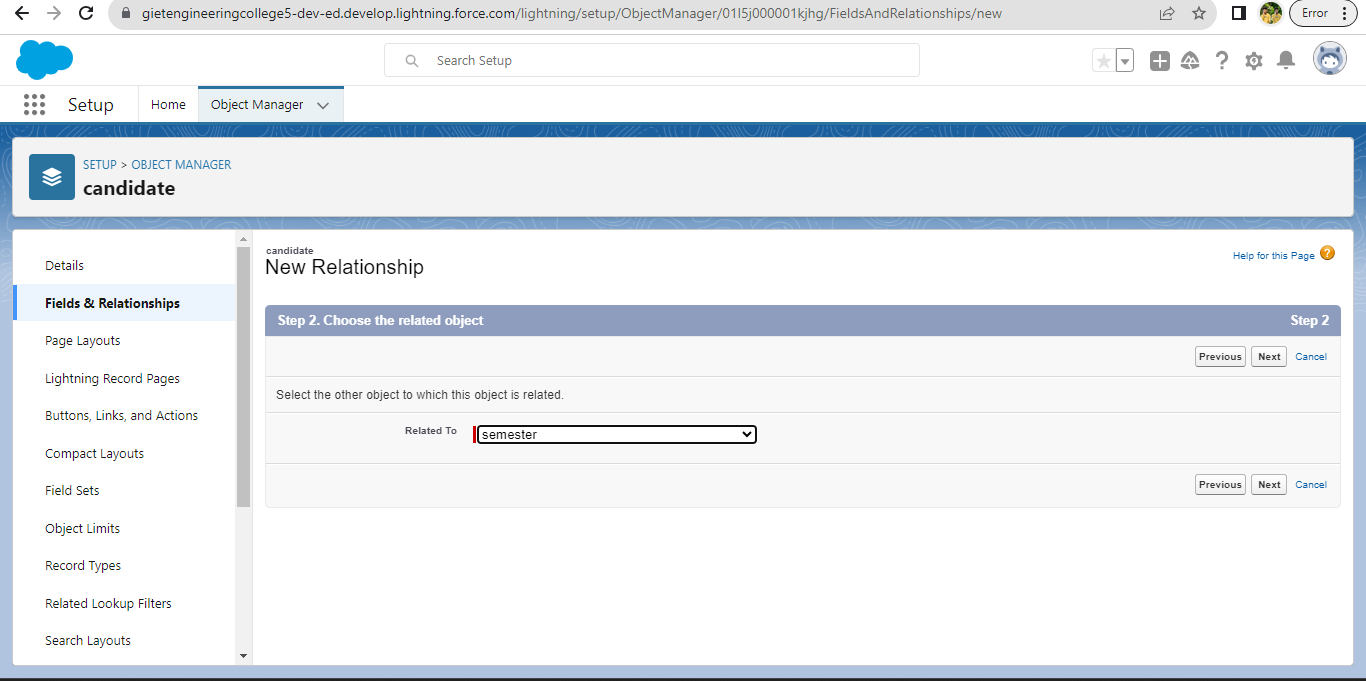 gietengineeringcollege5-dev-ed.develop.lightning.force.com/lightning/setup/ObjectManager/01I5j000001kjhg/FieldsAndRelationships/new
Error
Search Setup
Setup
Home
Object Manager
SETUP > OBJECT MANAGER
candidate
Details
Fields & Relationships
Page Layouts
Lightning Record Pages
Buttons, Links, and Actions
Compact Layouts
Field Sets
Object Limits
Record Types
Related Lookup Filters
Search Layouts
candidate
New Relationship
Help for this Page ?
Step 2. Choose the related object
Step 2
Previous Next Cancel
Select the other object to which this object is related.
Related To
semester
Previous Next Cancel